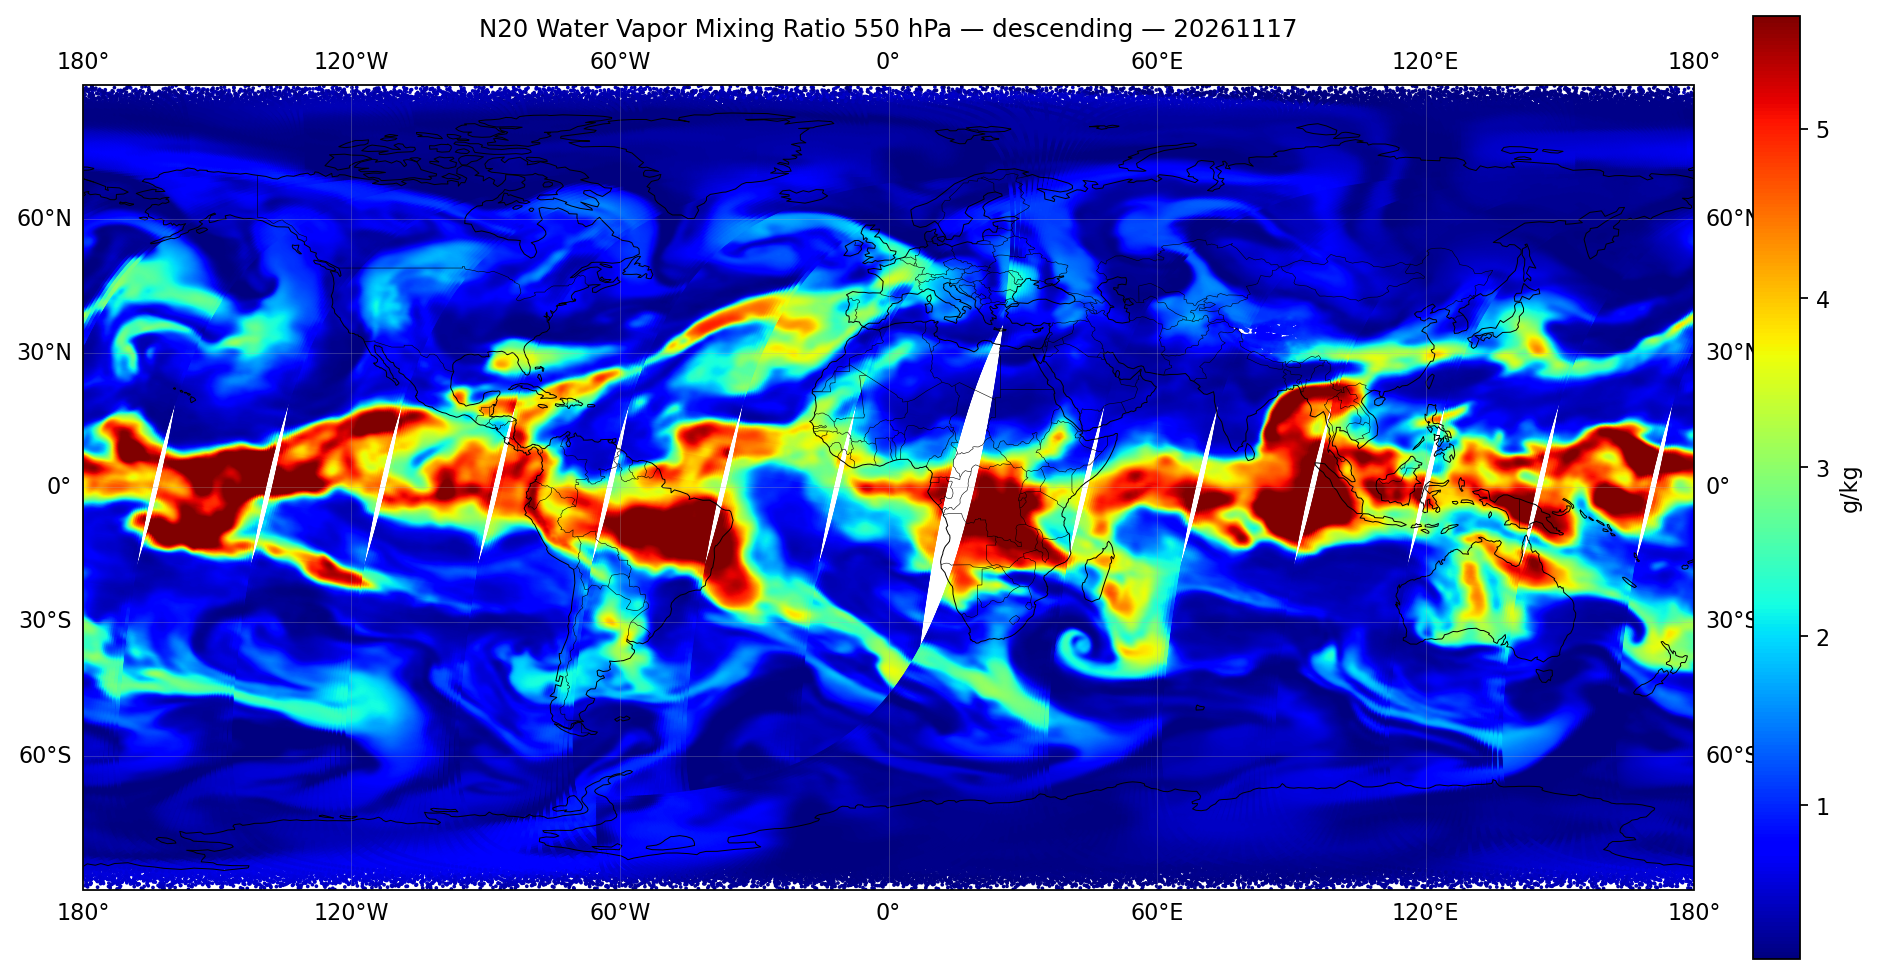 N20 Water Vapor Mixing Ratio 550 hPa — descending — 20261117
180° 120°W 60°W 0° 60°E 120°E 180°
60°N 60°N
30°N 30°N
0° 0°
30°S 30°S
60°S 60°S
180° 120°W 60°W 0° 60°E 120°E 180°
5
4
3
2
1
g/kg